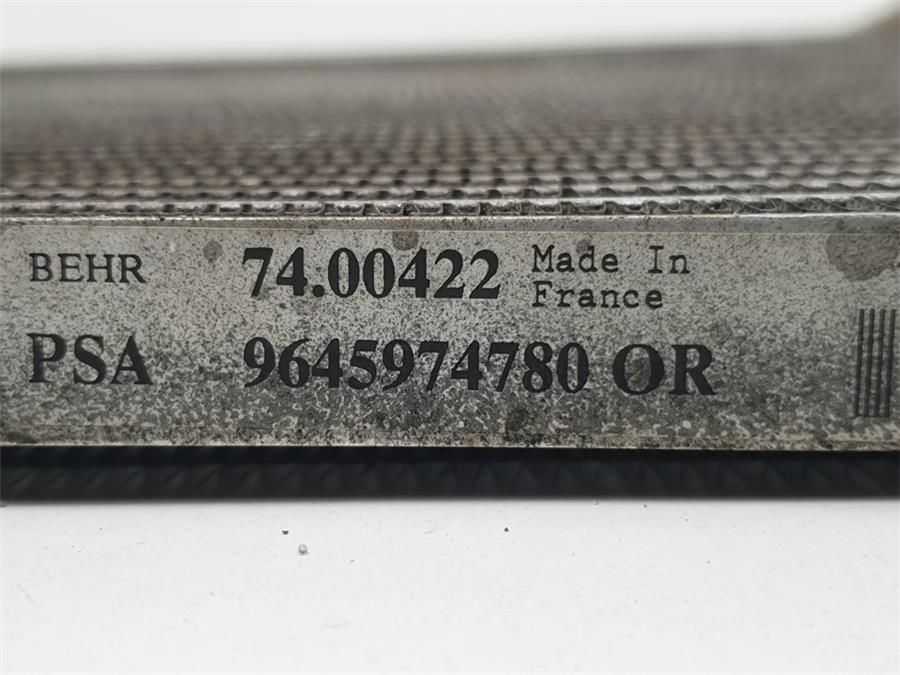 BEHR 74.00422 Made In
France
PSA 9645974780 OR